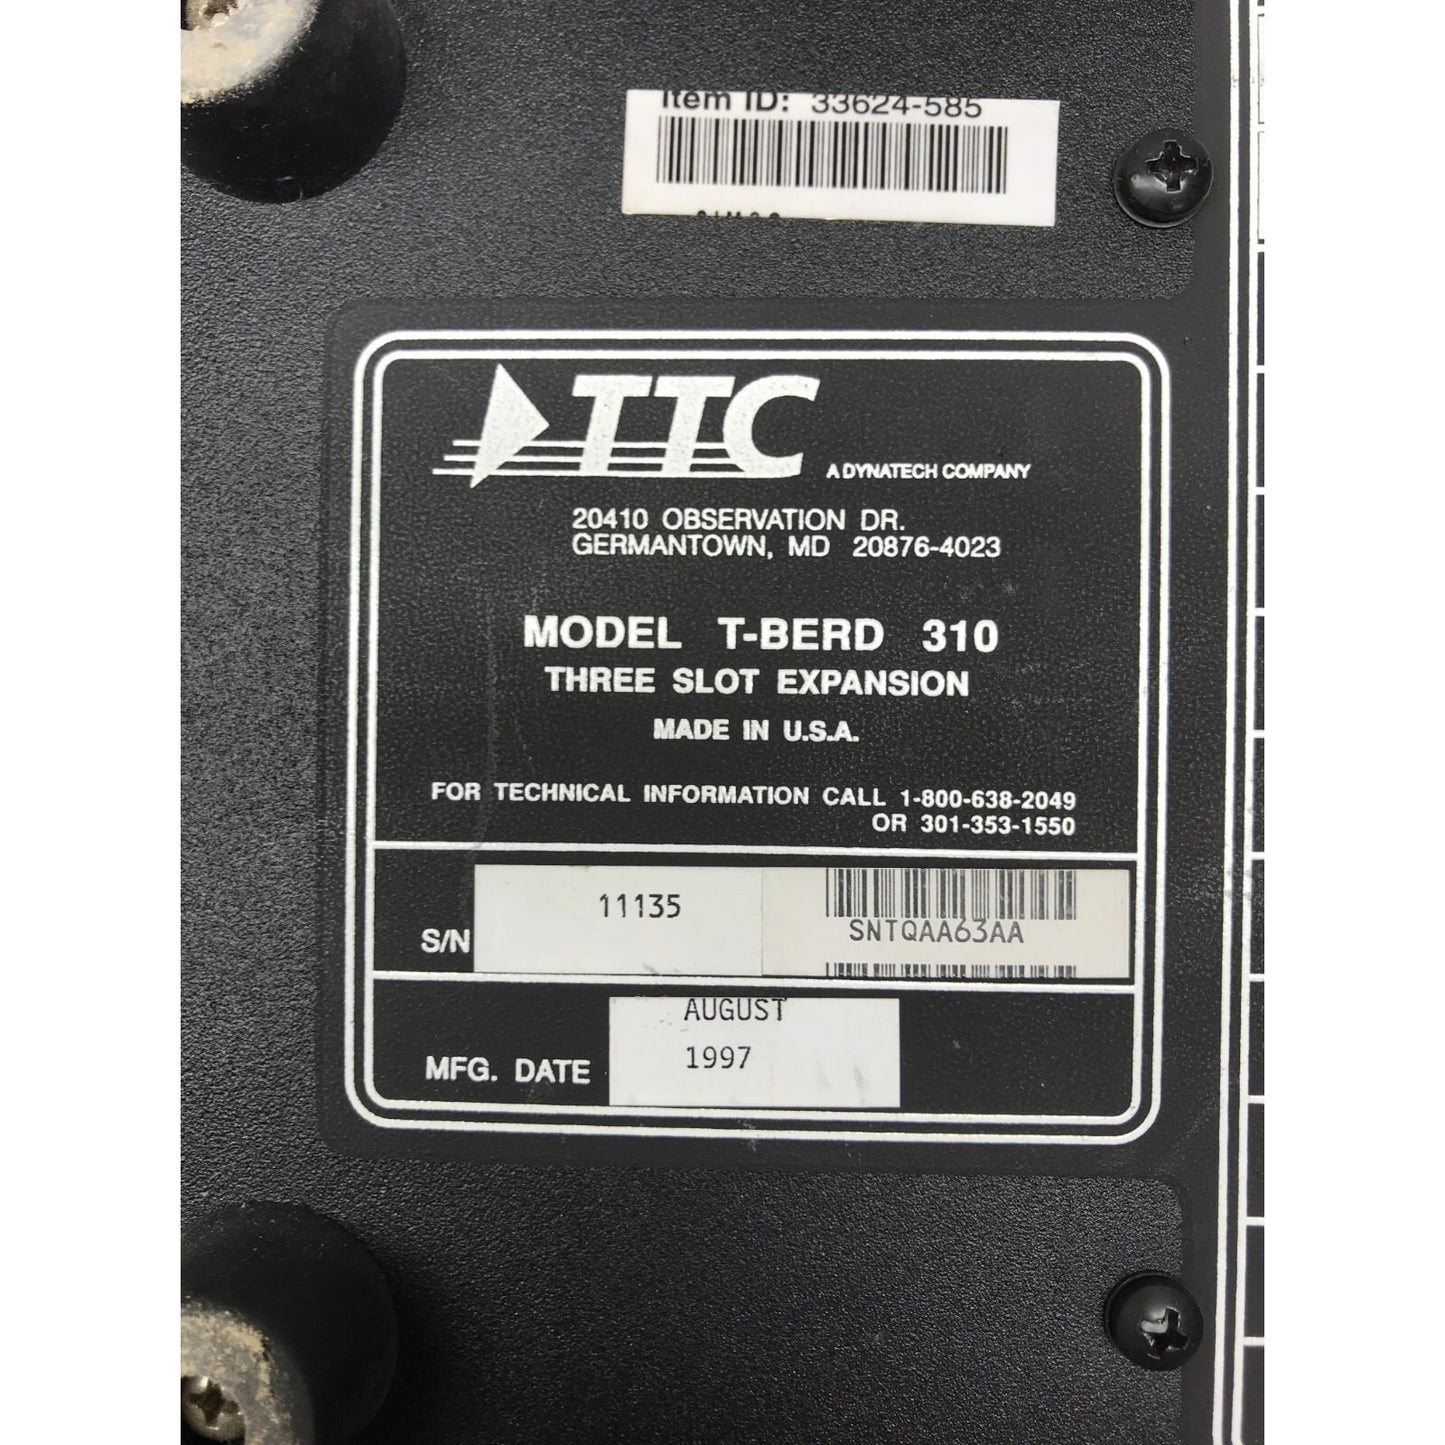 Item ID: 33624-585
TTC
A DYNATECH COMPANY
20410 OBSERVATION DR.
GERMANTOWN, MD 20876-4023
MODEL T-BERD 310
THREE SLOT EXPANSION
MADE IN U.S.A.
FOR TECHNICAL INFORMATION CALL 1-800-638-2049
OR 301-353-1550
S/N 11135 SNTQAA63AA
AUGUST
MFG. DATE 1997